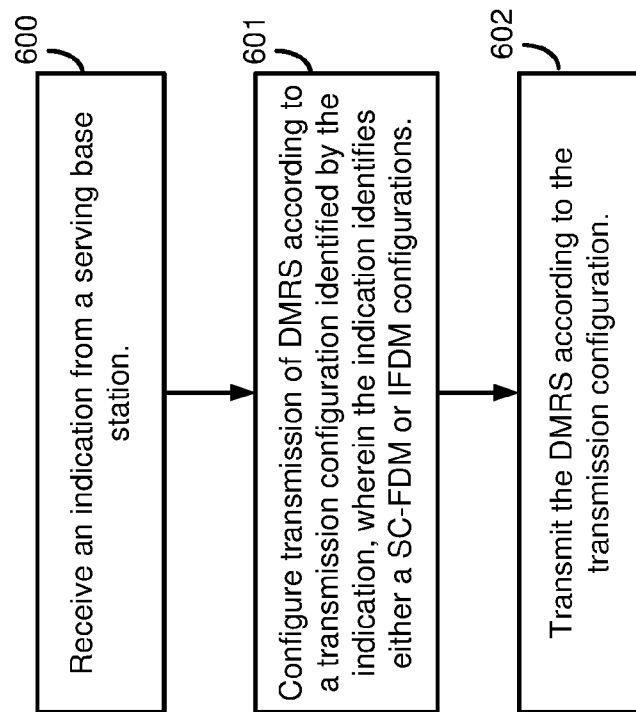 600
Receive an indication from a serving base
station.
601
Configure transmission of DMRS according to
a transmission configuration identified by the
indication, wherein the indication identifies
either a SC-FDM or IFDM configurations.
602
Transmit the DMRS according to the
transmission configuration.